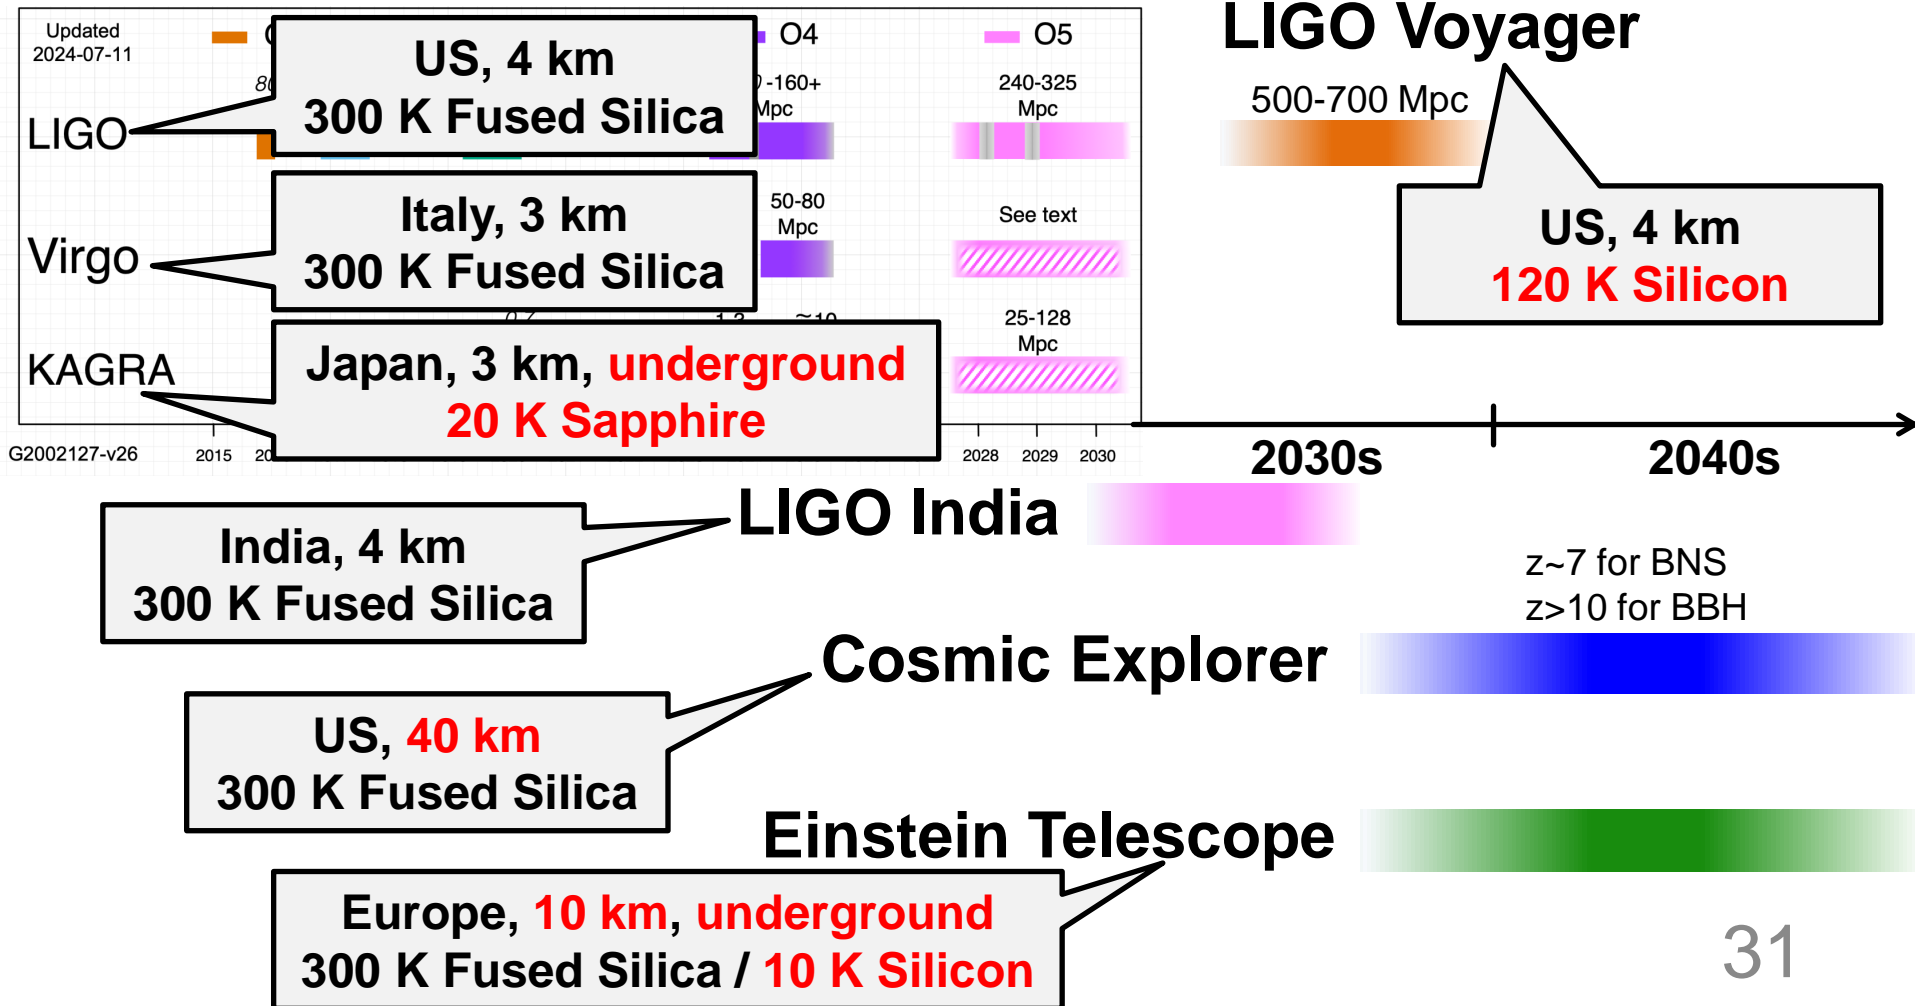 Updated
2024-07-11
O4
O5
LIGO Voyager
US, 4 km
300 K Fused Silica
-160+
Mpc
240-325
Mpc
500-700 Mpc
LIGO
Italy, 3 km
300 K Fused Silica
50-80
Mpc
See text
US, 4 km
120 K Silicon
Virgo
25-128
Mpc
KAGRA
Japan, 3 km, underground
20 K Sapphire
G2002127-v26
2015
2028
2029
2030
2030s
2040s
LIGO India
India, 4 km
300 K Fused Silica
z~7 for BNS
z>10 for BBH
Cosmic Explorer
US, 40 km
300 K Fused Silica
Einstein Telescope
Europe, 10 km, underground
300 K Fused Silica / 10 K Silicon
31